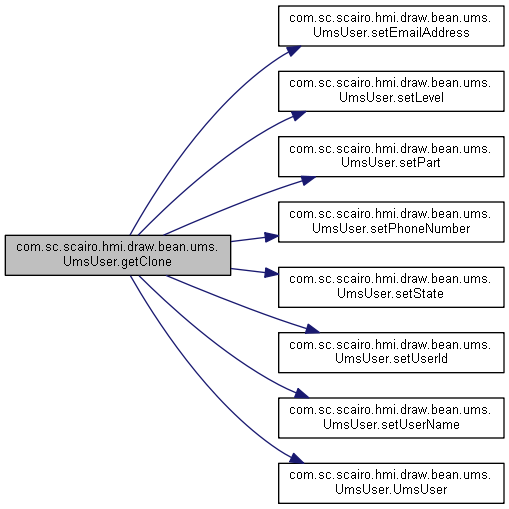 com.sc.scairo.hmi.draw.bean.ums.
UmsUser.getClone
com.sc.scairo.hmi.draw.bean.ums.
UmsUser.setEmailAddress
com.sc.scairo.hmi.draw.bean.ums.
UmsUser.setLevel
com.sc.scairo.hmi.draw.bean.ums.
UmsUser.setPart
com.sc.scairo.hmi.draw.bean.ums.
UmsUser.setPhoneNumber
com.sc.scairo.hmi.draw.bean.ums.
UmsUser.setState
com.sc.scairo.hmi.draw.bean.ums.
UmsUser.setUserId
com.sc.scairo.hmi.draw.bean.ums.
UmsUser.setUserName
com.sc.scairo.hmi.draw.bean.ums.
UmsUser.UmsUser